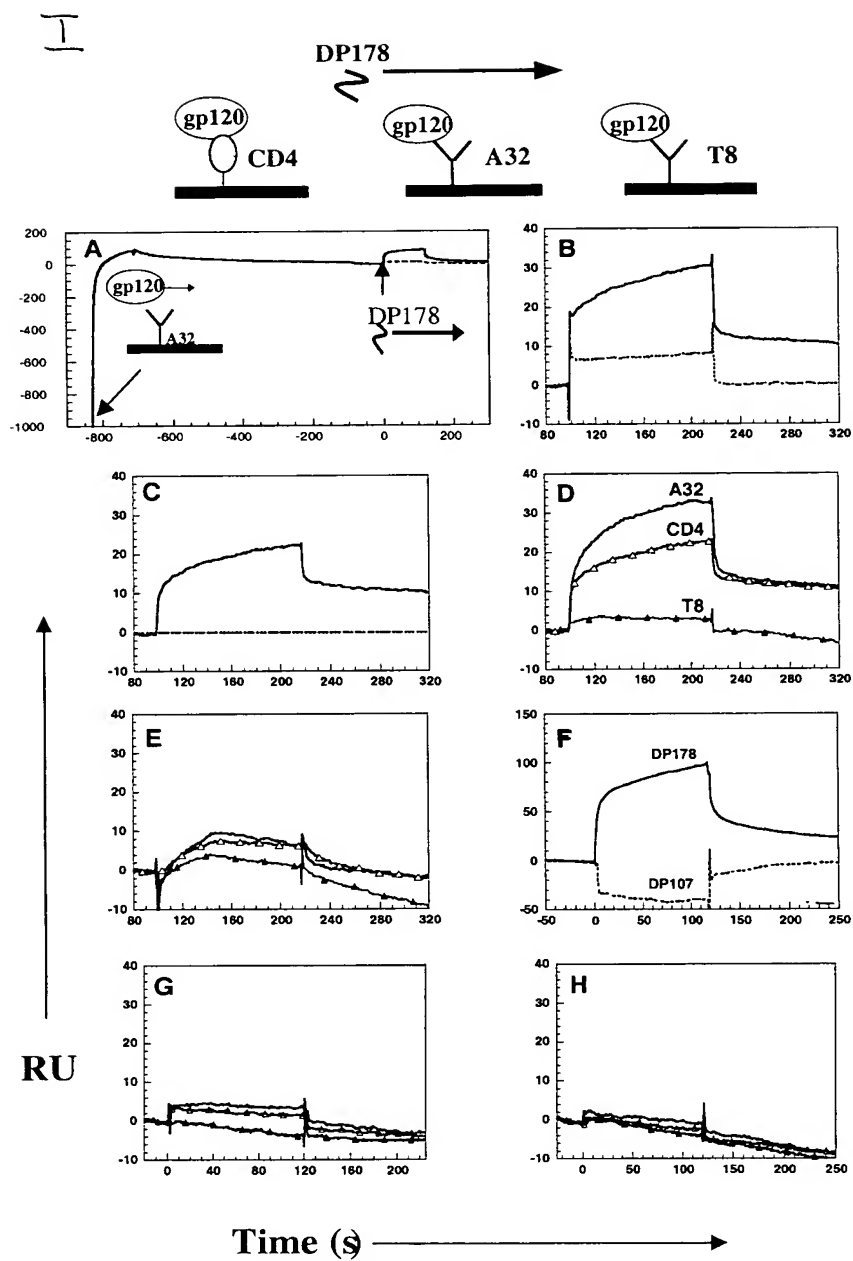 I
DP178
gp120
CD4
gp120
A32
gp120
T8
A
200
0
-200
-400
-600
-800
-1000
-800 -600 -400 -200 0 200
gp120
A32
DP178
B
40
30
20
10
0
-10
80 120 160 200 240 280 320
C
40
30
20
10
0
-10
80 120 160 200 240 280 320
D
40
30
20
10
0
-10
80 120 160 200 240 280 320
A32
CD4
T8
E
40
30
20
10
0
-10
80 120 160 200 240 280 320
F
150
100
50
0
-50
-50 0 50 100 150 200 250
DP178
DP107
G
40
30
20
10
0
-10
0 40 80 120 160 200
H
40
30
20
10
0
-10
0 50 100 150 200 250
RU
Time (s)